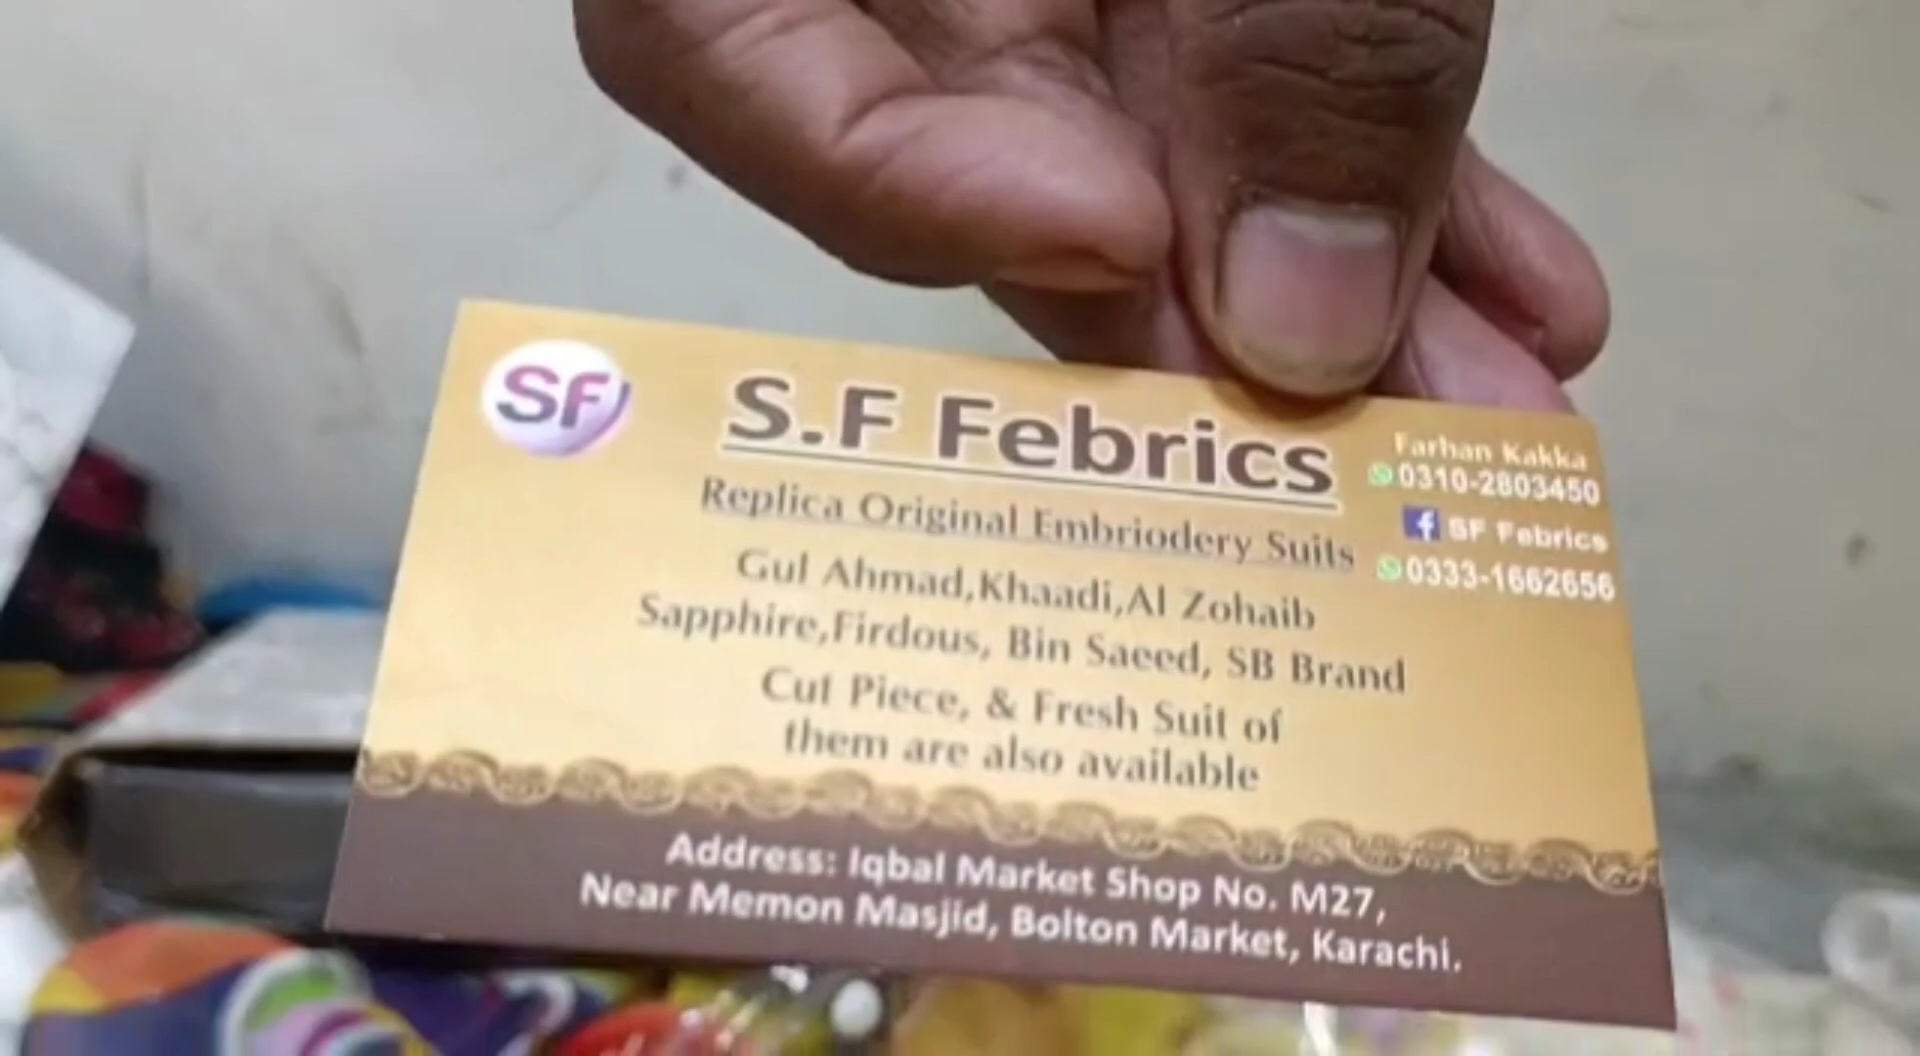 SF
S.F Febrics
Replica Original Embriodery Suits
Gul Ahmad,Khaadi,Al Zohaib
Sapphire,Firdous, Bin Saeed, SB Brand
Cut Piece, & Fresh Suit of
them are also available
Farhan Kakka
0310-2803450
f SF Febrics
0333-1662656
Address: Iqbal Market Shop No. M27,
Near Memon Masjid, Bolton Market, Karachi.